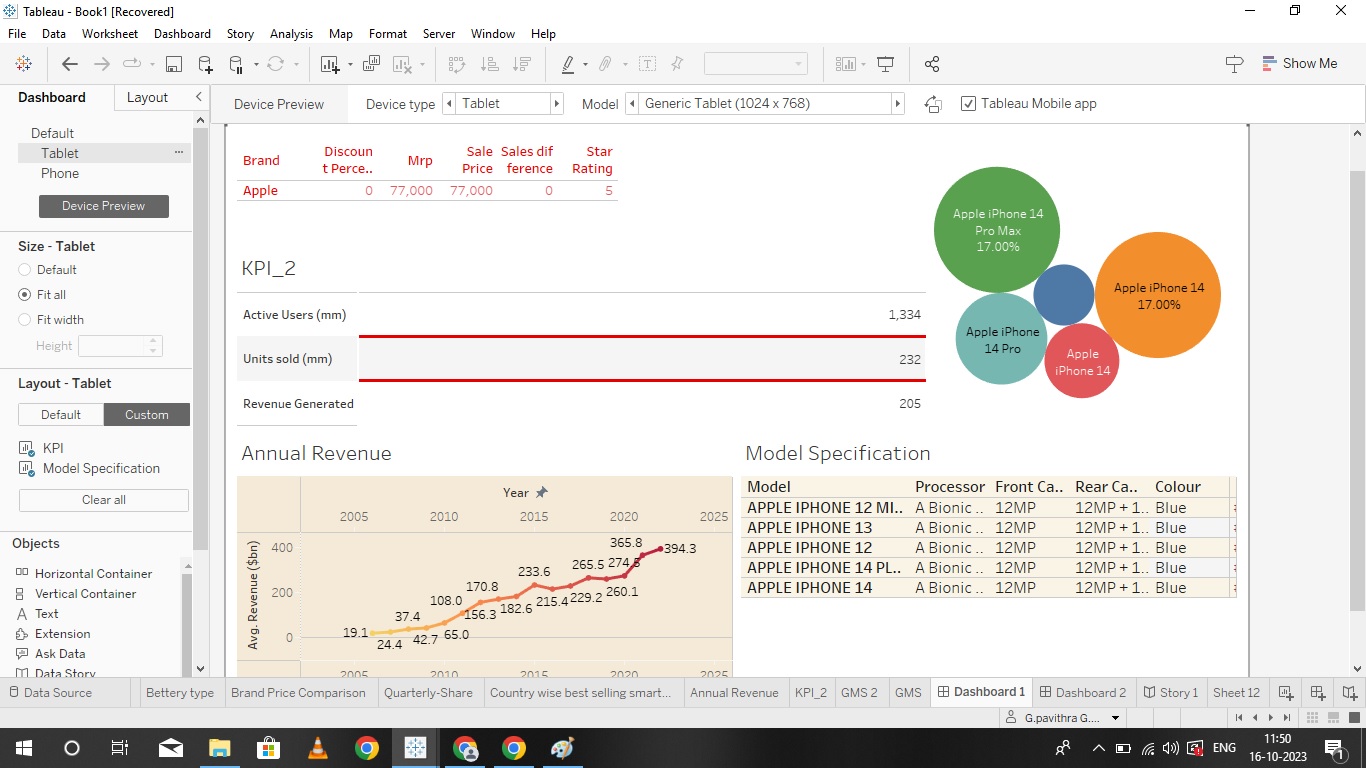 Tableau - Book1 [Recovered]
File Data Worksheet Dashboard Story Analysis Map Format Server Window Help
Show Me
Dashboard Layout
Device Preview Device type Tablet Model Generic Tablet (1024 x 768) Tableau Mobile app
Default
Tablet
Phone
Device Preview
Size - Tablet
Default
Fit all
Fit width
Height
Layout - Tablet
Default Custom
KPI
Model Specification
Clear all
Objects
Horizontal Container
Vertical Container
Text
Extension
Ask Data
Data Story
Brand Discoun t Perce.. Mrp Sale Price Sales dif ference Star Rating
Apple 0 77,000 77,000 0 5
KPI_2
Active Users (mm) 1,334
Units sold (mm) 232
Revenue Generated 205
Apple iPhone 14
Pro Max
17.00%
Apple iPhone 14
17.00%
Apple iPhone
14 Pro
Apple
iPhone 14
Annual Revenue
Year
2005 2010 2015 2020 2025
Avg. Revenue ($bn)
400
200
0
19.1
24.4
37.4
42.7
65.0
108.0
156.3
170.8
182.6
233.6
215.4
229.2
265.5
260.1
274.5
365.8
394.3
2005 2010 2015 2020 2025
Model Specification
Model Processor Front Ca.. Rear Ca.. Colour
APPLE IPHONE 12 MI.. A Bionic .. 12MP 12MP + 1.. Blue
APPLE IPHONE 13 A Bionic .. 12MP 12MP + 1.. Blue
APPLE IPHONE 12 A Bionic .. 12MP 12MP + 1.. Blue
APPLE IPHONE 14 PL.. A Bionic .. 12MP 12MP + 1.. Blue
APPLE IPHONE 14 A Bionic .. 12MP 12MP + 1.. Blue
Data Source Bettery type Brand Price Comparison Quarterly-Share Country wise best selling smart... Annual Revenue KPI_2 GMS 2 GMS Dashboard 1 Dashboard 2 Story 1 Sheet 12
G.pavithra G....
ENG
11:50
16-10-2023
1